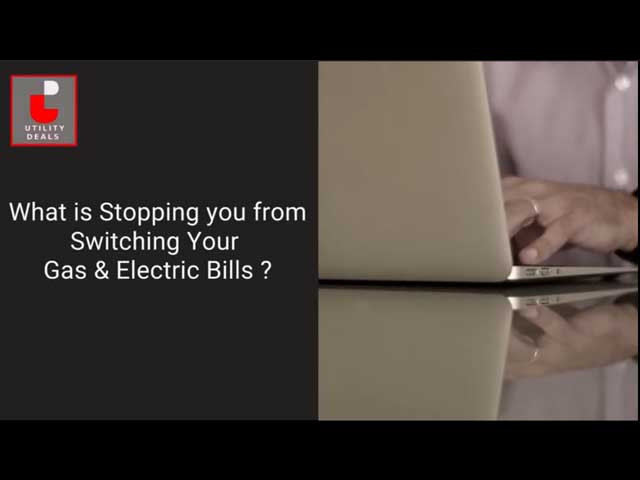 UTILITY
DEALS
What is Stopping you from
Switching Your
Gas & Electric Bills ?